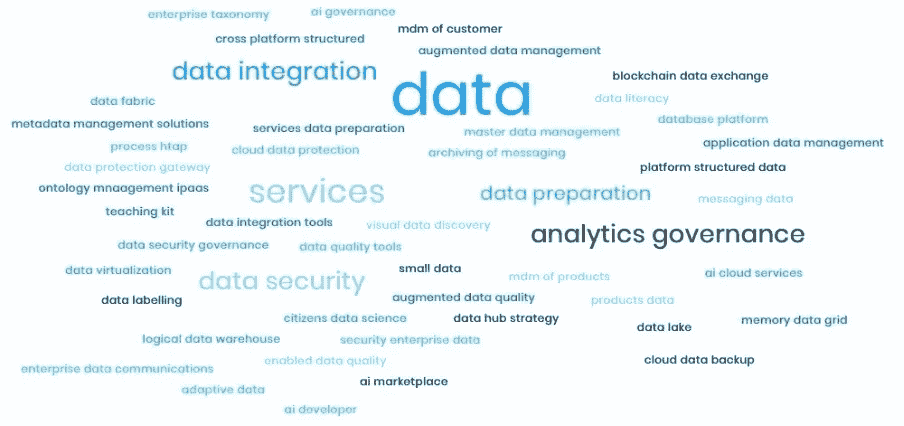 enterprise taxonomy
ai governance
mdm of customer
cross platform structured
augmented data management
data integration
data
blockchain data exchange
data fabric
data literacy
metadata management solutions
services data preparation
master data management
database platform
process htap
cloud data protection
archiving of messaging
application data management
data protection gateway
platform structured data
ontology mnaagement ipaas
services
data preparation
messaging data
teaching kit
data integration tools
visual data discovery
analytics governance
data security governance
data quality tools
data virtualization
data security
small data
mdm of products
ai cloud services
data labelling
augmented data quality
products data
citizens data science
data hub strategy
data lake
memory data grid
logical data warehouse
security enterprise data
enterprise data communications
enabled data quality
cloud data backup
adaptive data
ai marketplace
ai developer